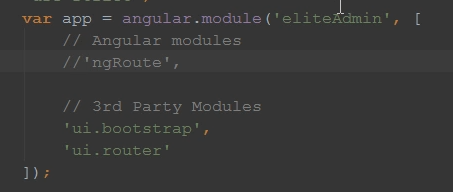 var app = angular.module('eliteAdmin', [
// Angular modules
//'ngRoute',
// 3rd Party Modules
'ui.bootstrap',
'ui.router'
]);